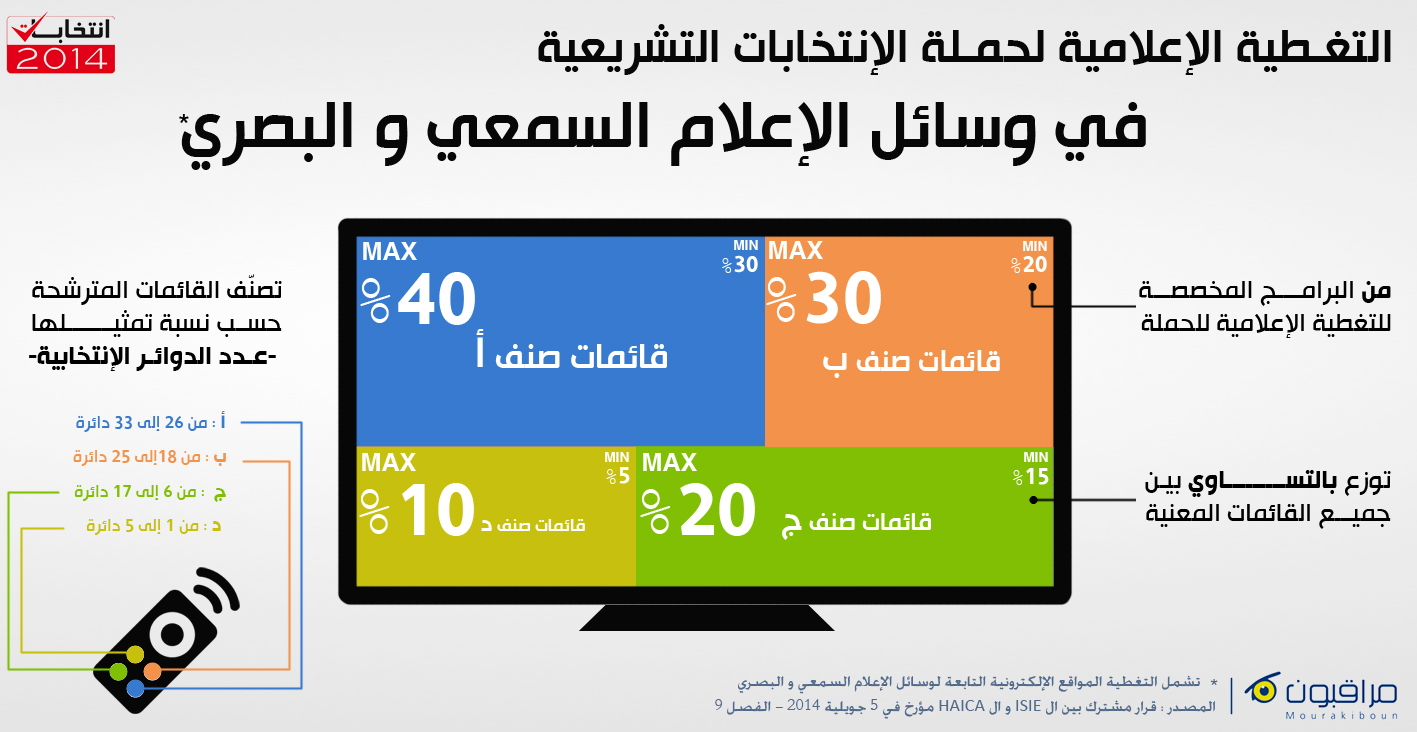 انتخابات
2014
التغطية الإعلامية لحملة الإنتخابات التشريعية
في وسائل الإعلام السمعي و البصري*
MAX
%40
MIN
%30
قائمات صنف أ
MAX
%30
MIN
%20
قائمات صنف ب
MAX
%10
MIN
%5
قائمات صنف د
MAX
%20
MIN
%15
قائمات صنف ج
من البرامج المخصصة
للتغطية الإعلامية للحملة
توزع بالتساوي بين
جميع القائمات المعنية
تصنّف القائمات المترشحة
حسب نسبة تمثيلها
-عدد الدوائر الإنتخابية-
أ : من 26 إلى 33 دائرة
ب : من 18إلى 25 دائرة
ج : من 6 إلى 17 دائرة
د : من 1 إلى 5 دائرة
* تشمل التغطية المواقع الإلكترونية التابعة لوسائل الإعلام السمعي و البصري
المصدر : قرار مشترك بين ال ISIE و ال HAICA مؤرخ في 5 جويلية 2014 – الفصل 9
مراقبون
Mourakiboun